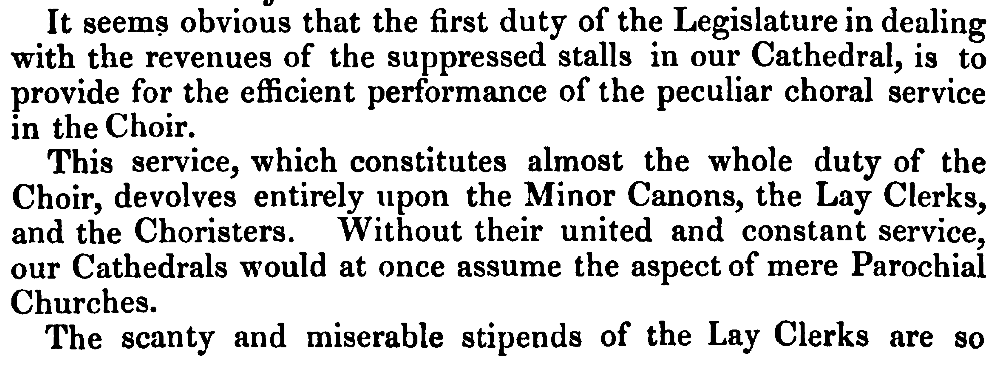 It seems obvious that the first duty of the Legislature in dealing
with the revenues of the suppressed stalls in our Cathedral, is to
provide for the efficient performance of the peculiar choral service
in the Choir.
This service, which constitutes almost the whole duty of the
Choir, devolves entirely upon the Minor Canons, the Lay Clerks,
and the Choristers. Without their united and constant service,
our Cathedrals would at once assume the aspect of mere Parochial
Churches.
The scanty and miserable stipends of the Lay Clerks are so